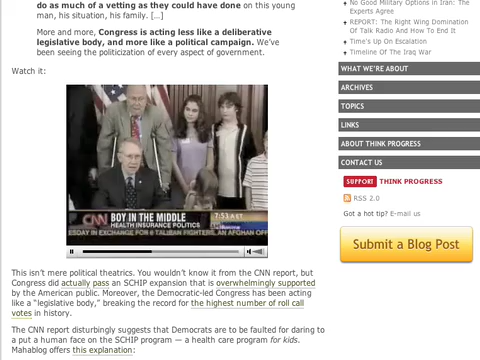 do as much of a vetting as they could have done on this young
man, his situation, his family. [...]
More and more, Congress is acting less like a deliberative
legislative body, and more like a political campaign. We've
been seeing the politicization of every aspect of government.
Watch it:
CNN
BOY IN THE MIDDLE
HEALTH INSURANCE POLITICS
7:53 A ET
ESDAY IN EXCHANGE FOR 6 TALIBAN FIGHTERS, AN AFGHAN OFF
This isn't mere political theatrics. You wouldn't know it from the CNN report, but
Congress did actually pass an SCHIP expansion that is overwhelmingly supported
by the American public. Moreover, the Democratic-led Congress has been acting
like a "legislative body," breaking the record for the highest number of roll call
votes in history.
The CNN report disturbingly suggests that Democrats are to be faulted for daring to
a put a human face on the SCHIP program — a health care program for kids.
Mahablog offers this explanation:
No Good Military Options in Iran: The
Experts Agree
REPORT: The Right Wing Domination
Of Talk Radio And How To End It
Time's Up On Escalation
Timeline Of The Iraq War
WHAT WE'RE ABOUT
ARCHIVES
TOPICS
LINKS
ABOUT THINK PROGRESS
CONTACT US
SUPPORT THINK PROGRESS
RSS 2.0
Got a hot tip? E-mail us
Submit a Blog Post